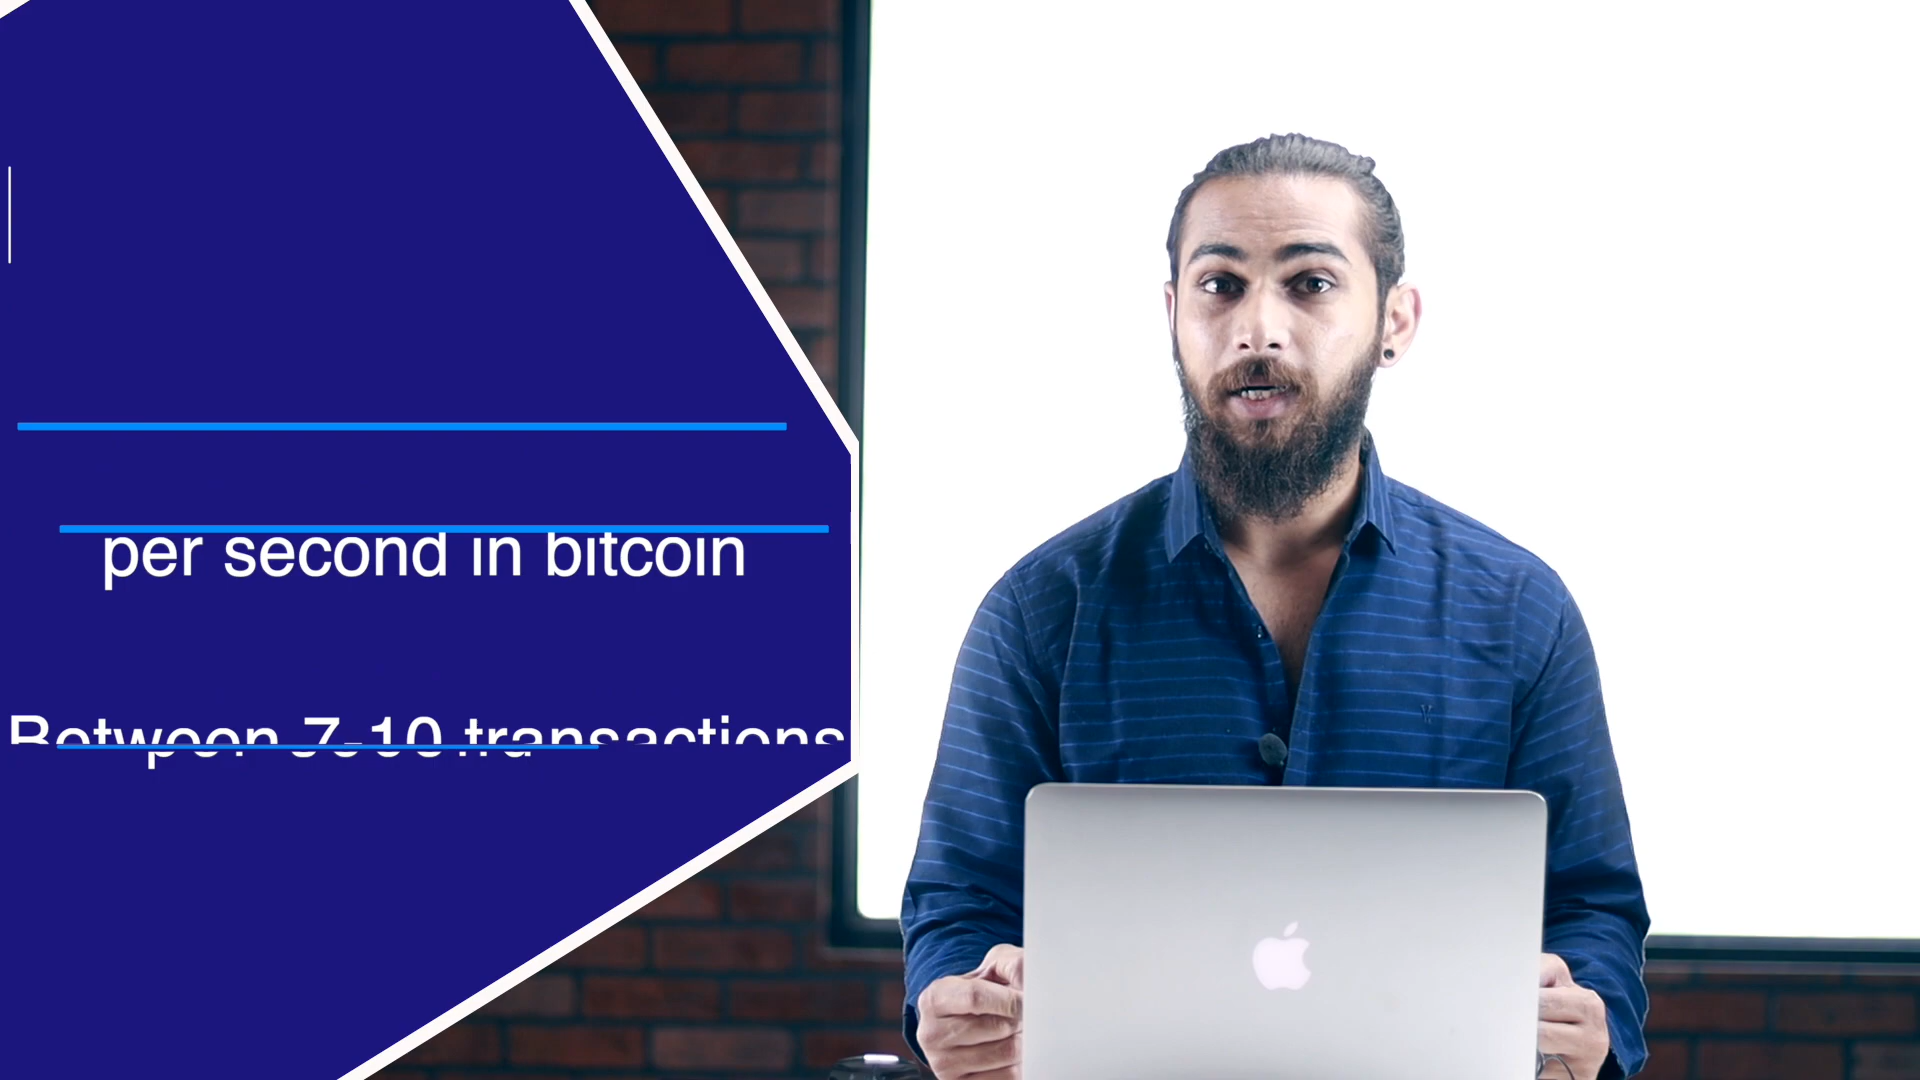 per second in bitcoin
Between 7-10 transactions